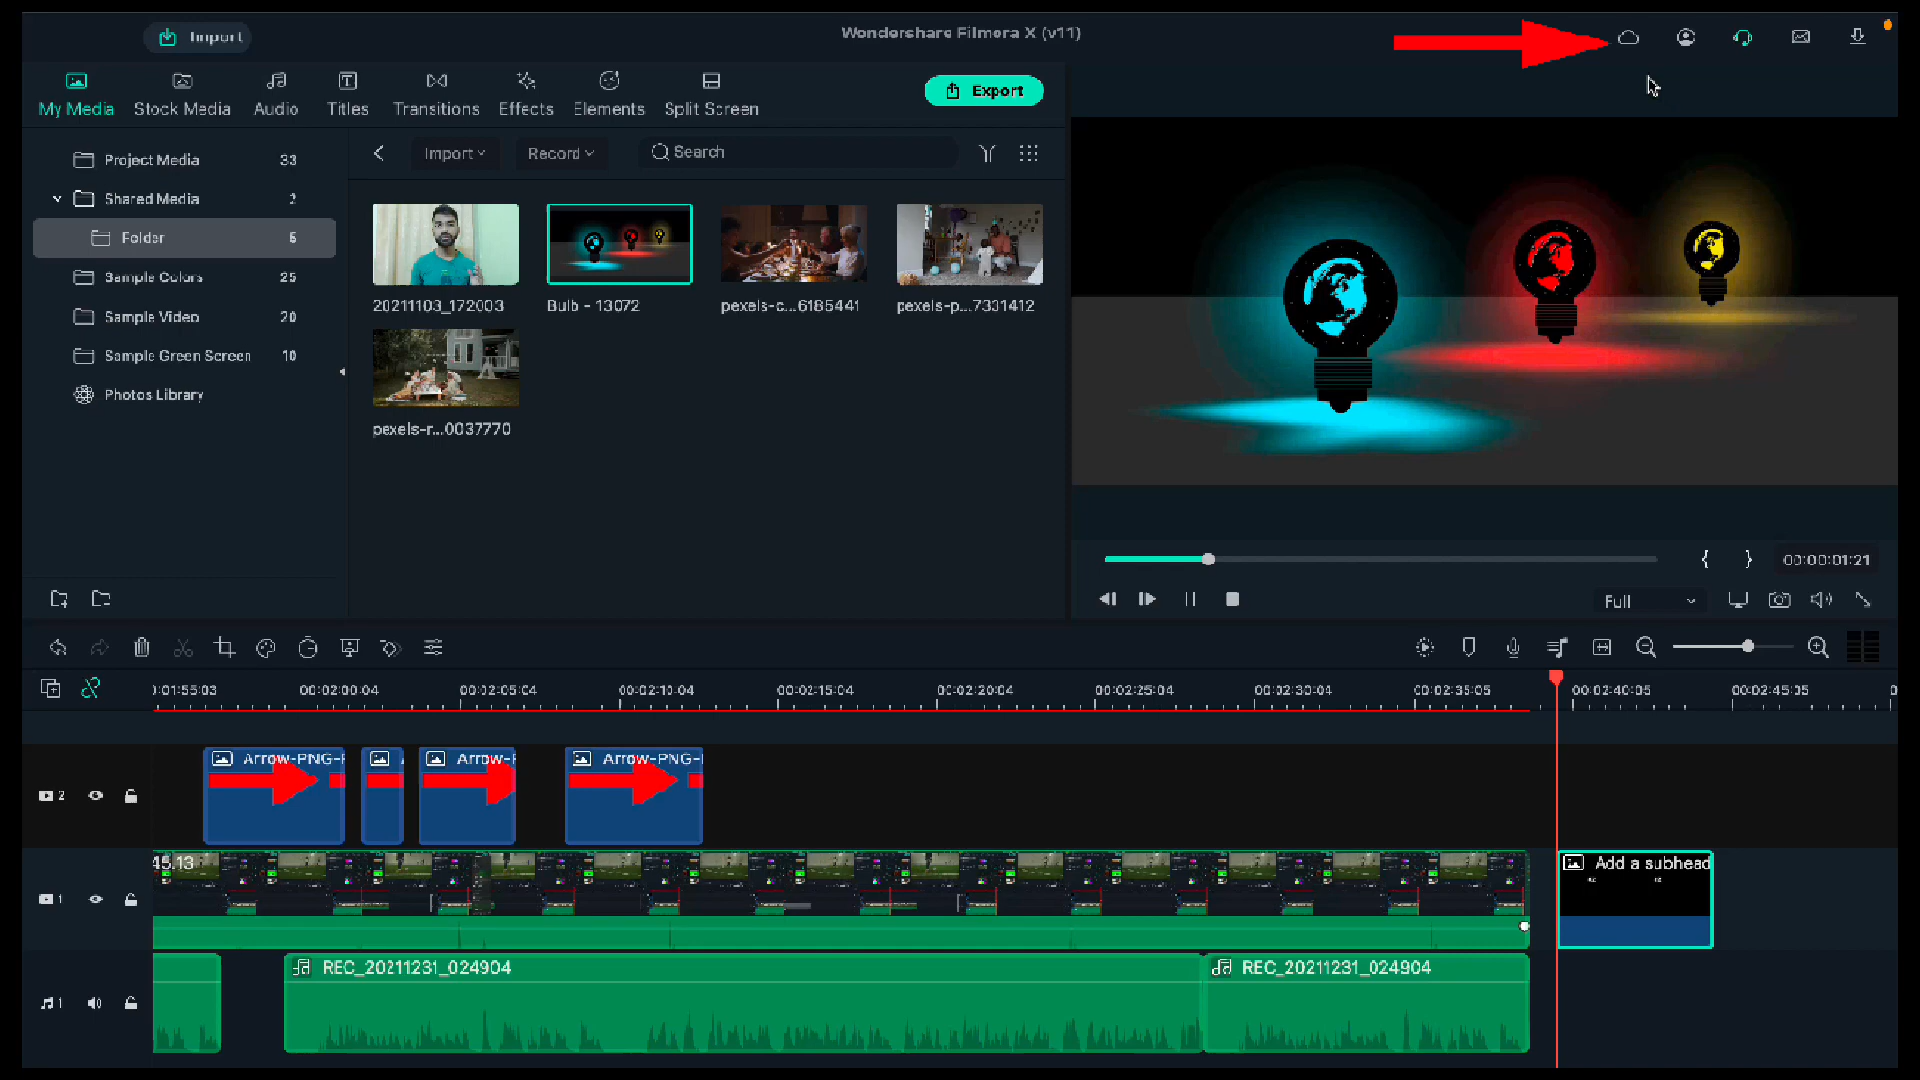 Import
Wondershare Filmora X (v11)
My Media
Stock Media
Audio
Titles
Transitions
Effects
Elements
Split Screen
Export
Project Media 33
Shared Media 2
Folder 5
Sample Colors 25
Sample Video 20
Sample Green Screen 10
Photos Library
Import
Record
Search
20211103_172003
Bulb - 13072
pexels-c...6185441
pexels-p...7331412
pexels-r...0037770
{ } 00:00:01:21
Full
):01:55:03 00:02:00:04 00:02:05:04 00:02:10:04 00:02:15:04 00:02:20:04 00:02:25:04 00:02:30:04 00:02:35:05 00:02:40:05 00:02:45:05 0
Arrow-PNG-
Arrow-
Arrow-PNG-
2
45.13
Add a subhead
1
REC_20211231_024904
REC_20211231_024904
1